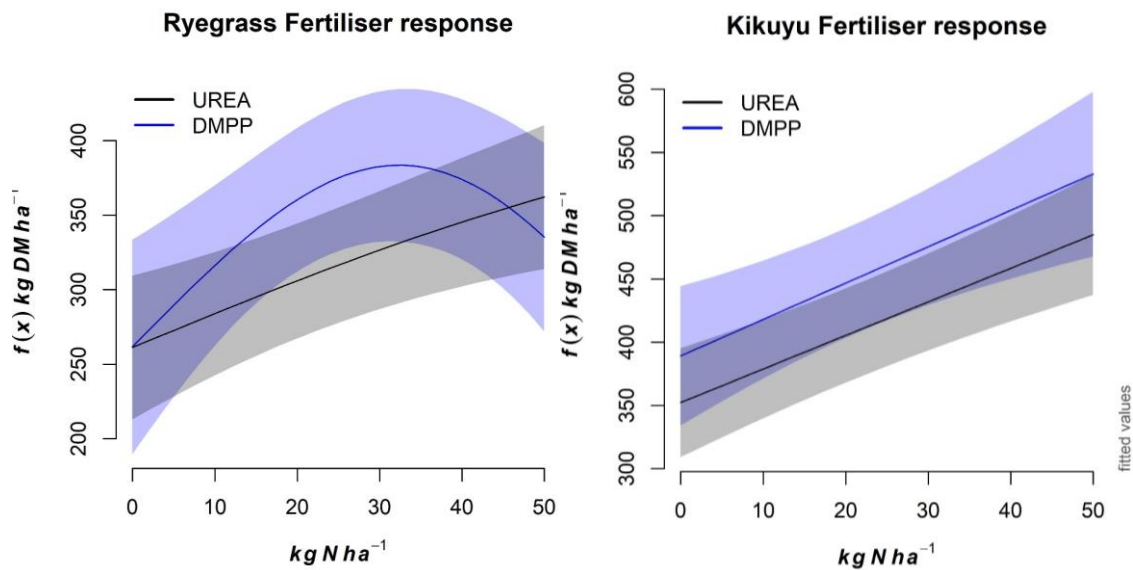 Ryegrass Fertiliser response
UREA
DMPP
f(x) kg DM ha⁻¹
400
350
300
250
200
0 10 20 30 40 50
kg N ha⁻¹
Kikuyu Fertiliser response
UREA
DMPP
f(x) kg DM ha⁻¹
600
550
500
450
400
350
300
0 10 20 30 40 50
kg N ha⁻¹
fitted values